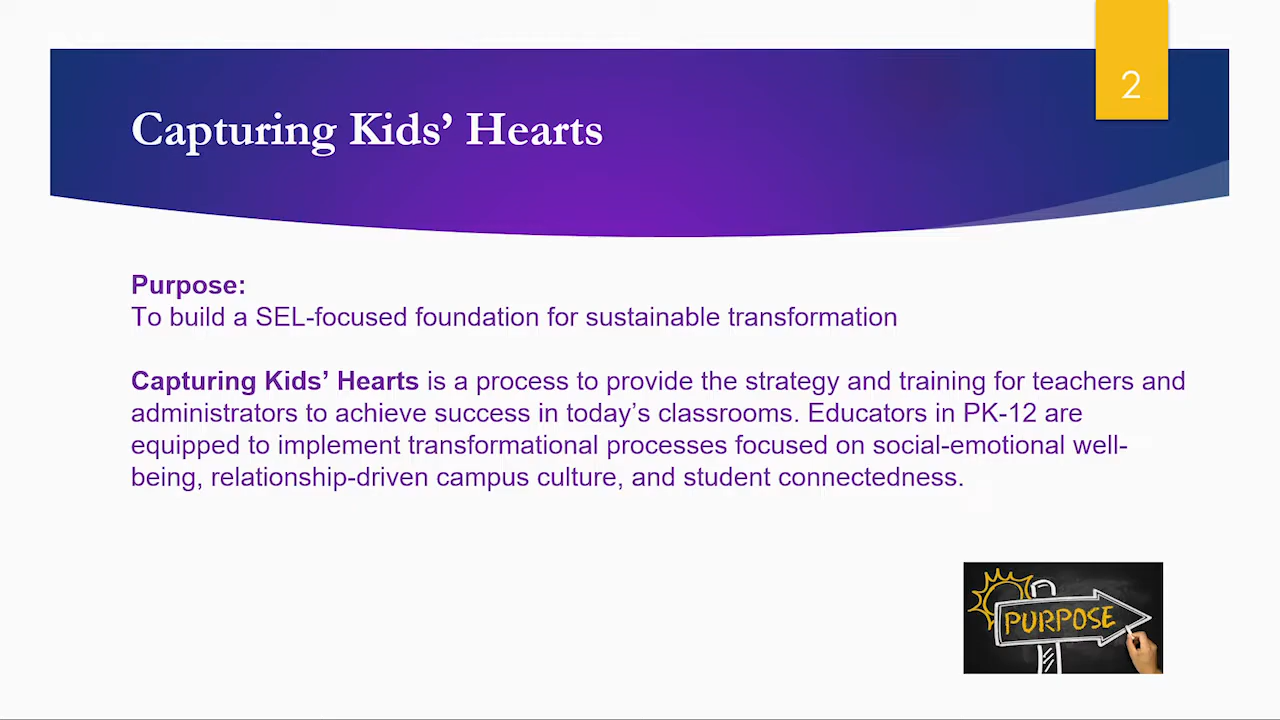 2
Capturing Kids’ Hearts
Purpose:
To build a SEL-focused foundation for sustainable transformation
Capturing Kids’ Hearts is a process to provide the strategy and training for teachers and
administrators to achieve success in today’s classrooms. Educators in PK-12 are
equipped to implement transformational processes focused on social-emotional well-
being, relationship-driven campus culture, and student connectedness.
PURPOSE